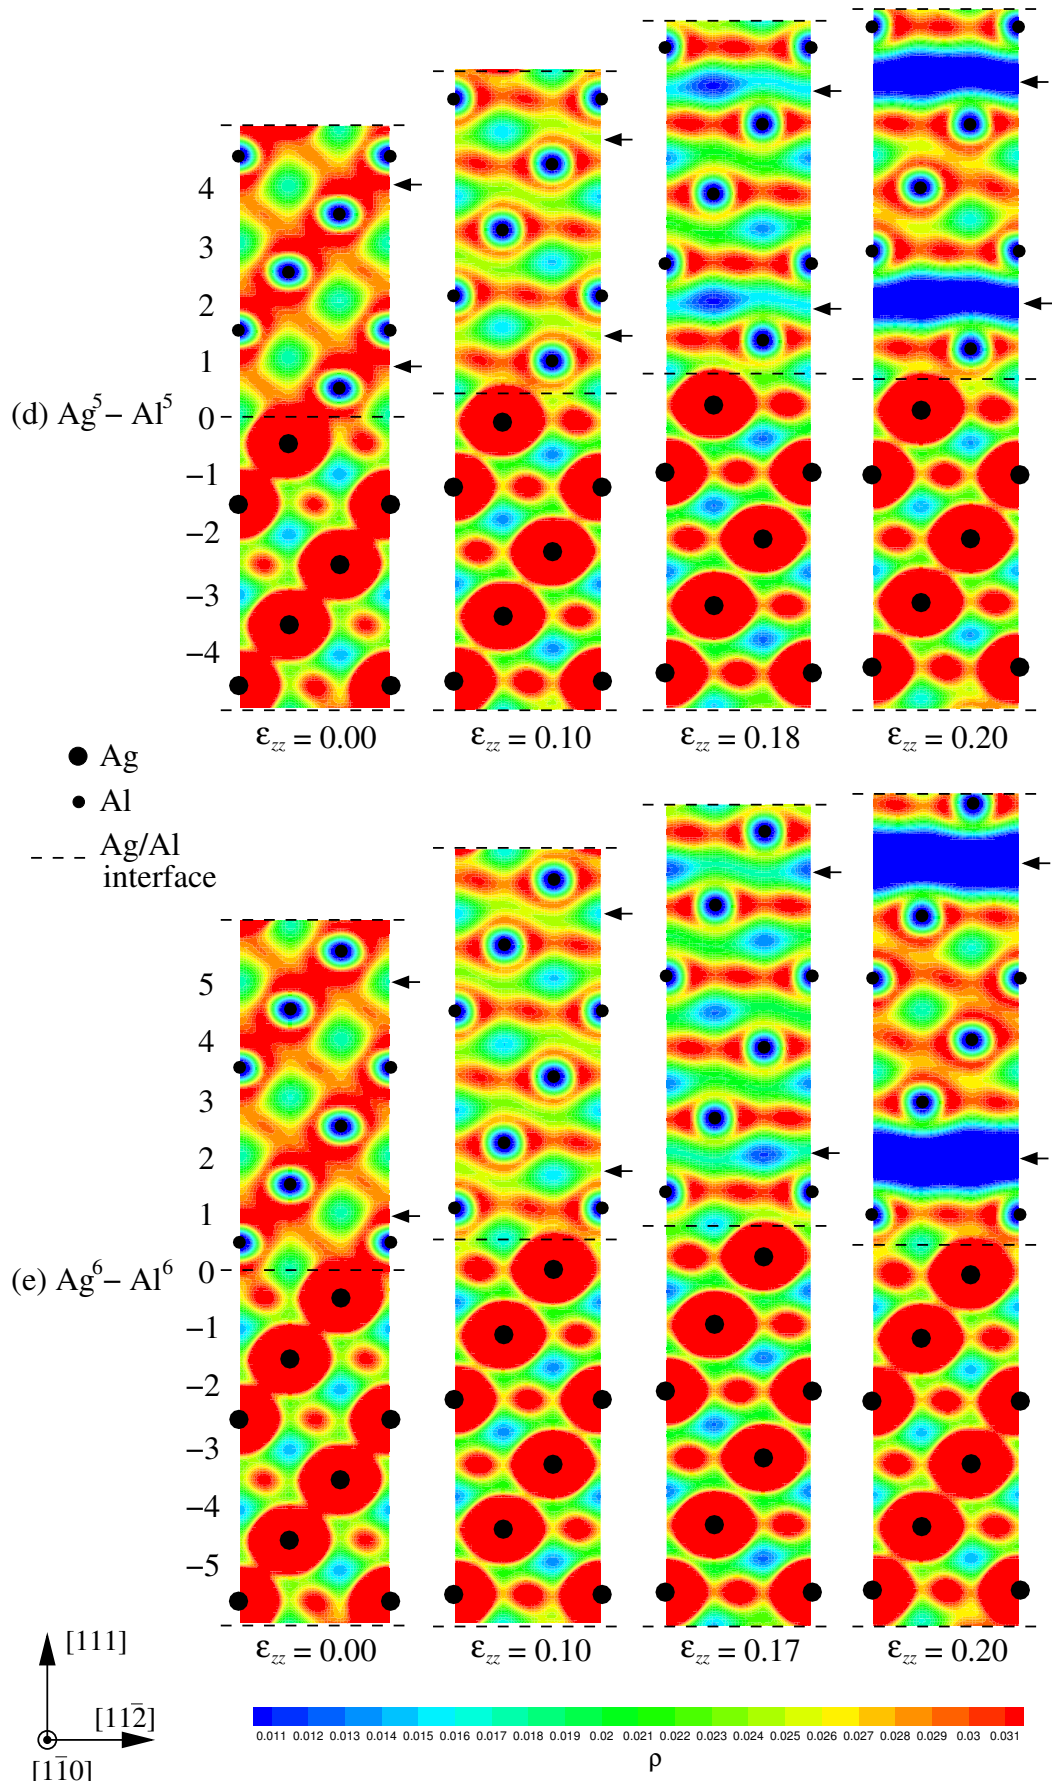 4
3
2
1
(d) Ag⁵ – Al⁵
0
−1
−2
−3
−4
ε_zz = 0.00
ε_zz = 0.10
ε_zz = 0.18
ε_zz = 0.20
Ag
Al
Ag/Al
interface
5
4
3
2
1
(e) Ag⁶ – Al⁶
0
−1
−2
−3
−4
−5
ε_zz = 0.00
ε_zz = 0.10
ε_zz = 0.17
ε_zz = 0.20
[111]
[112̄]
[11̄0]
0.011 0.012 0.013 0.014 0.015 0.016 0.017 0.018 0.019 0.02 0.021 0.022 0.023 0.024 0.025 0.026 0.027 0.028 0.029 0.03 0.031
ρ